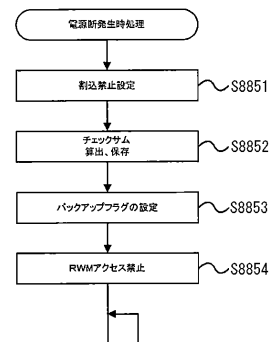 電源断発生時処理
割込禁止設定
S8851
チェックサム
算出、保存
S8852
バックアップフラグの設定
S8853
RWMアクセス禁止
S8854